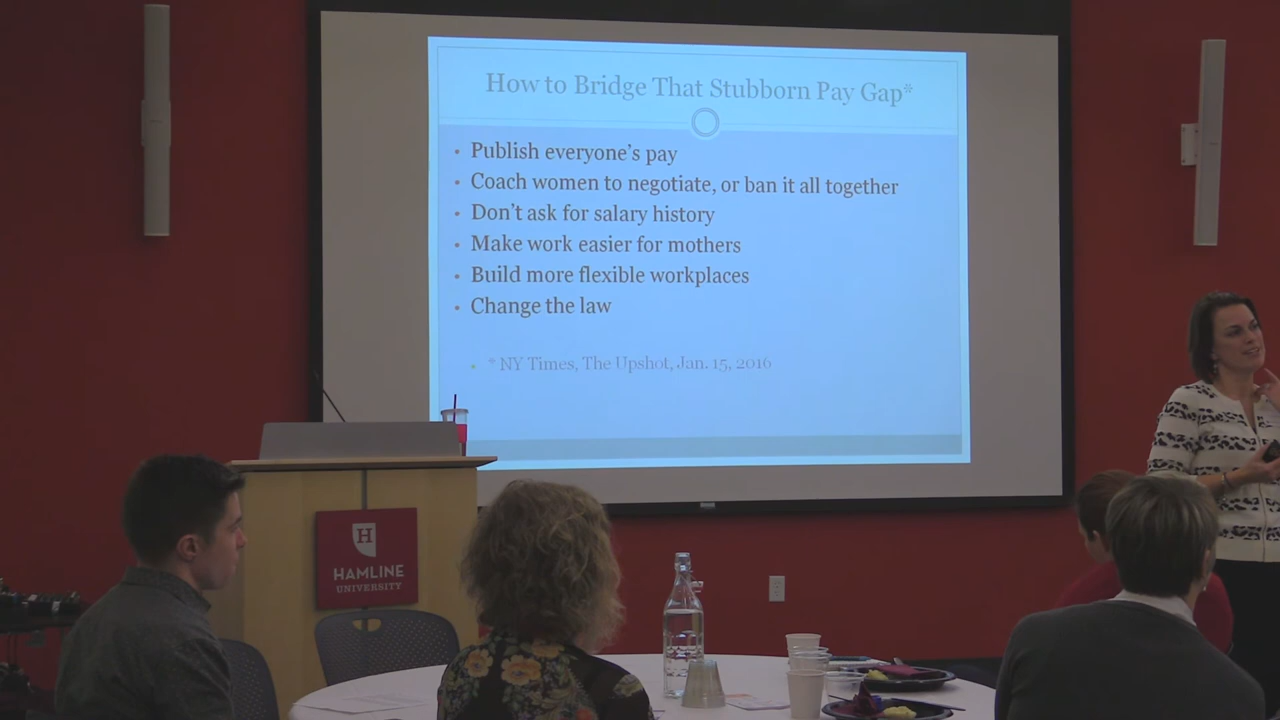 How to Bridge That Stubborn Pay Gap*
• Publish everyone's pay
• Coach women to negotiate, or ban it all together
• Don't ask for salary history
• Make work easier for mothers
• Build more flexible workplaces
• Change the law
• * NY Times, The Upshot, Jan. 15, 2016
H
HAMLINE
UNIVERSITY